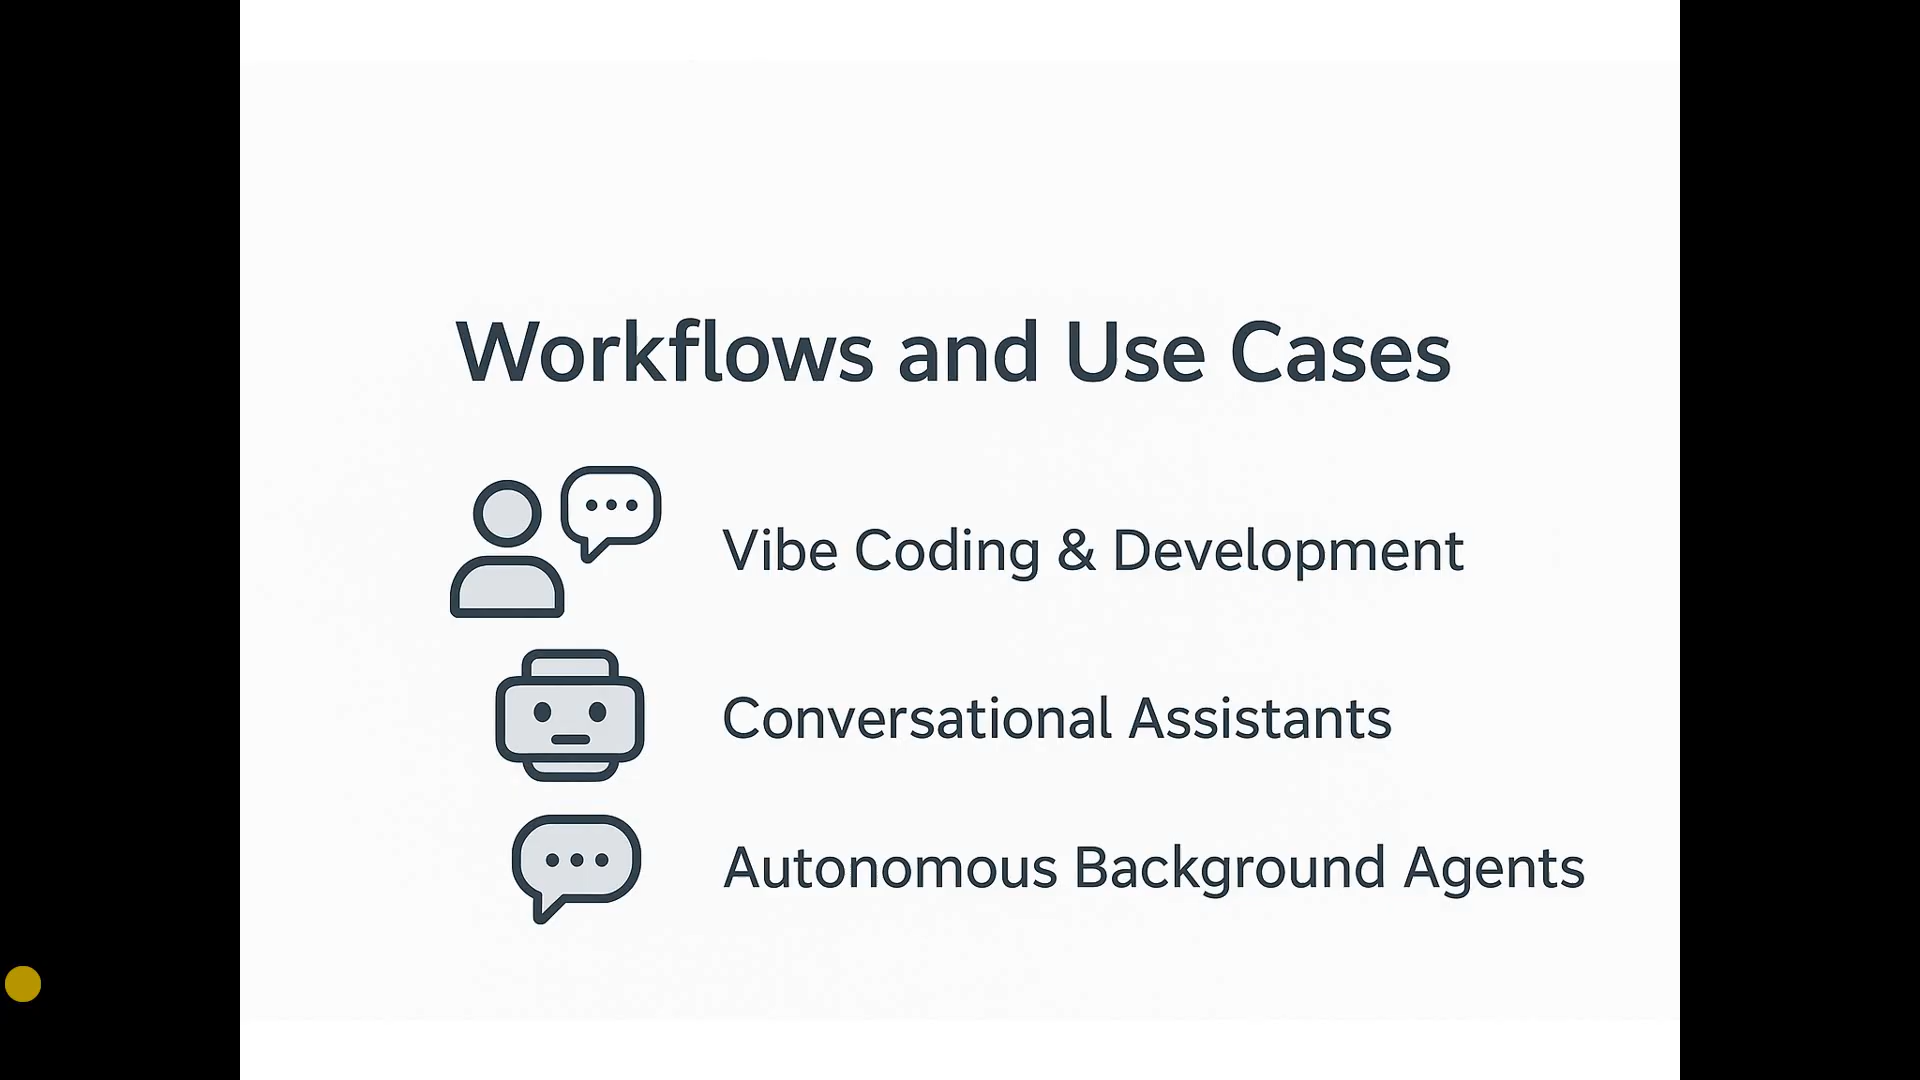 Workflows and Use Cases
Vibe Coding & Development
Conversational Assistants
Autonomous Background Agents